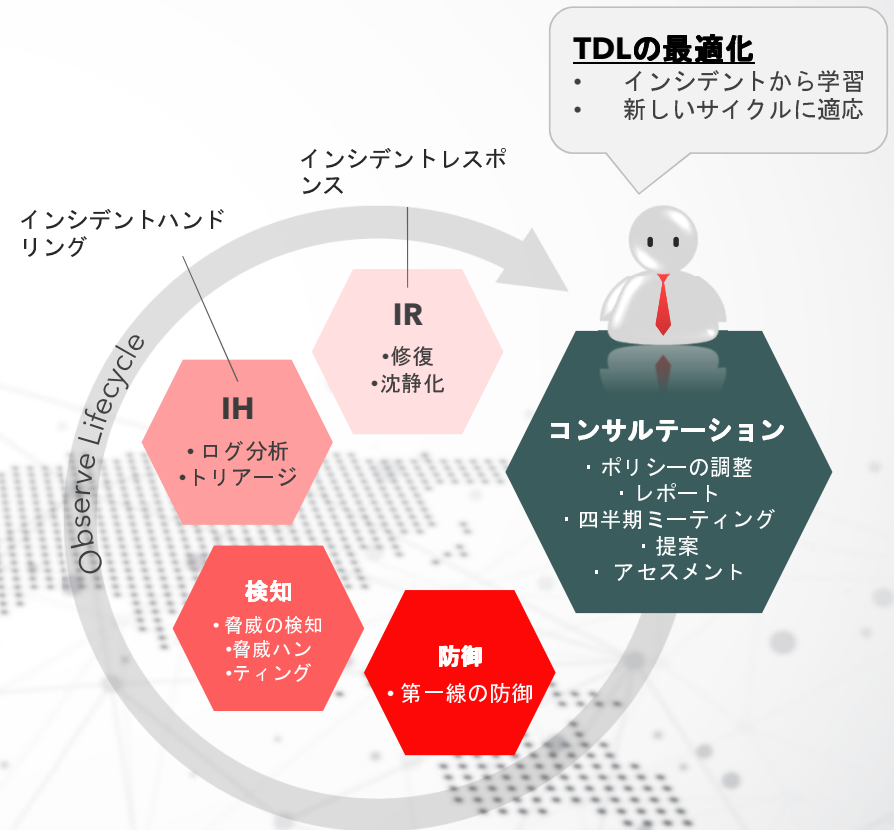 TDLの最適化
• インシデントから学習
• 新しいサイクルに適応
インシデントレスポ
ンス
インシデントハンド
リング
Observe Lifecycle
IR
•修復
•沈静化
IH
• ログ分析
•トリアージ
コンサルテーション
・ポリシーの調整
・レポート
・四半期ミーティング
・提案
・ アセスメント
検知
• 脅威の検知
•脅威ハン
•ティング
防御
• 第一線の防御